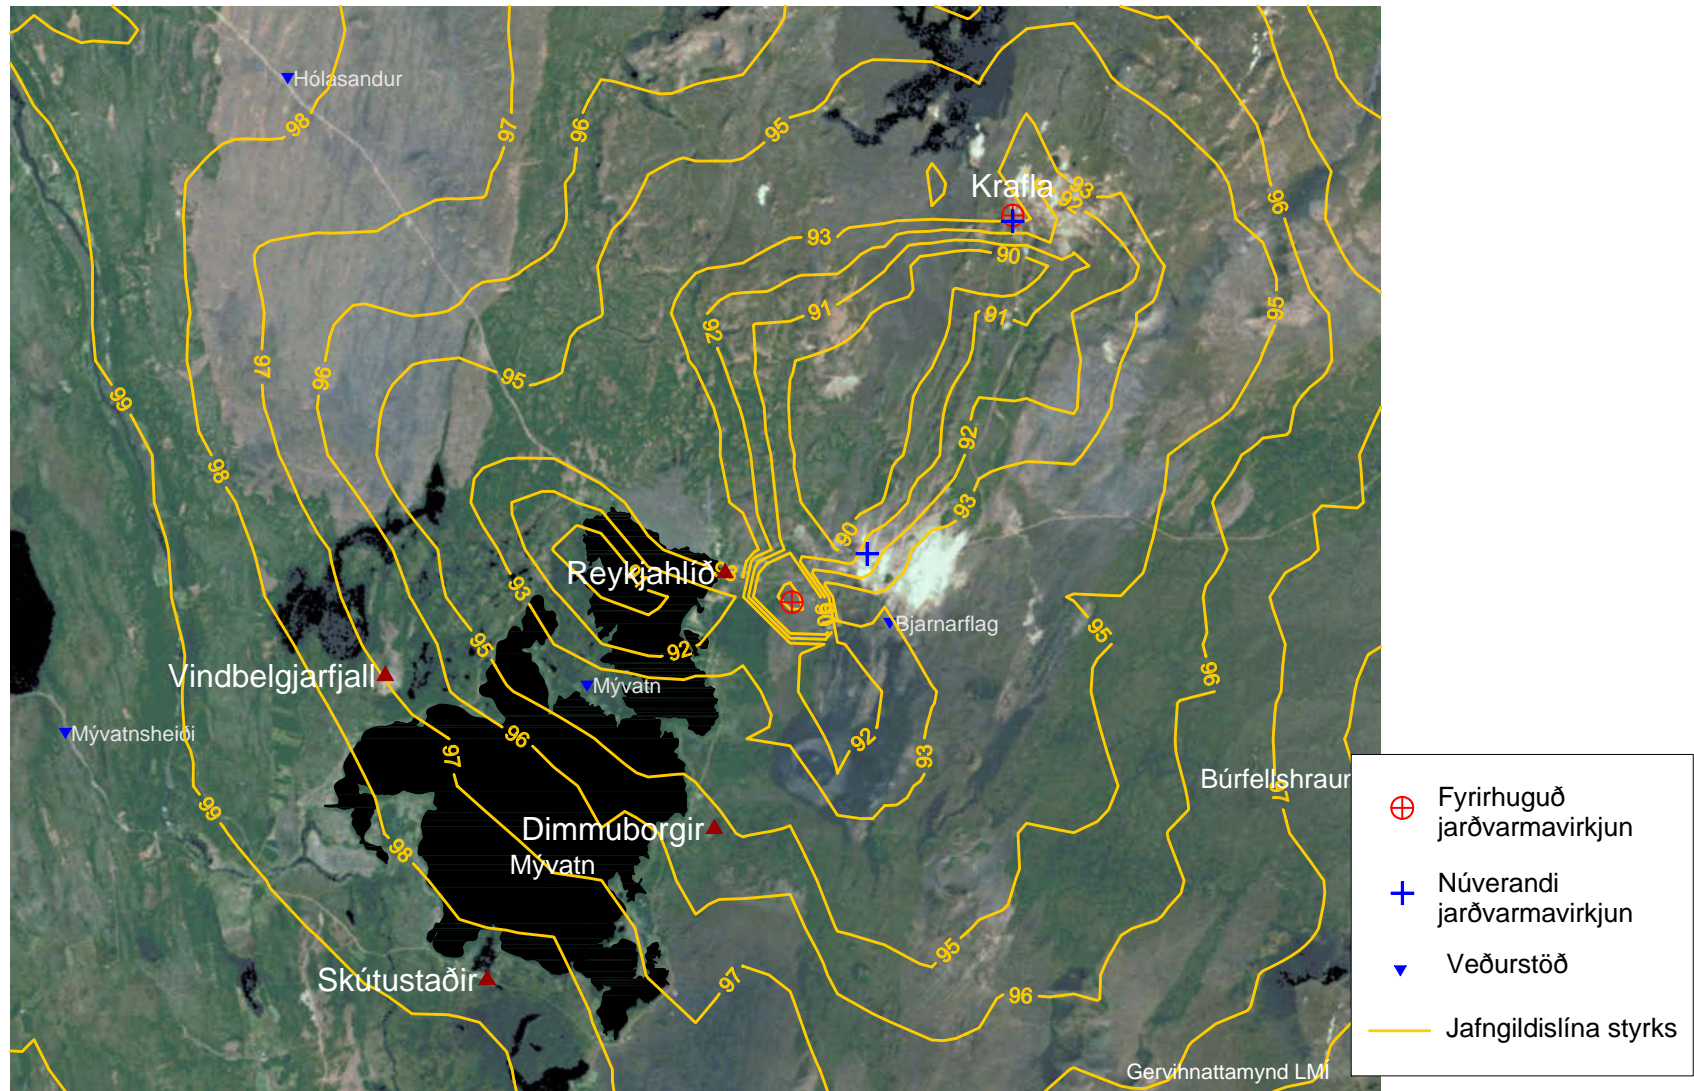 Hólasandur
98
97
96
95
Krafla
93
92
96
93
90
91
92
91
95
97
96
95
99
92
98
93
90
Reykjahlíð
93
90
Bjarnarflag
95
95
92
96
Vindbelgjarfjall
Mývatn
Mývatnsheiði
96
97
92
93
Búrfellshraun
97
99
Dimmuborgir
98
Mývatn
95
Skútustaðir
97
96
Gervihnattamynd LMÍ
Fyrirhuguð
jarðvarmavirkjun
Núverandi
jarðvarmavirkjun
Veðurstöð
Jafngildislína styrks